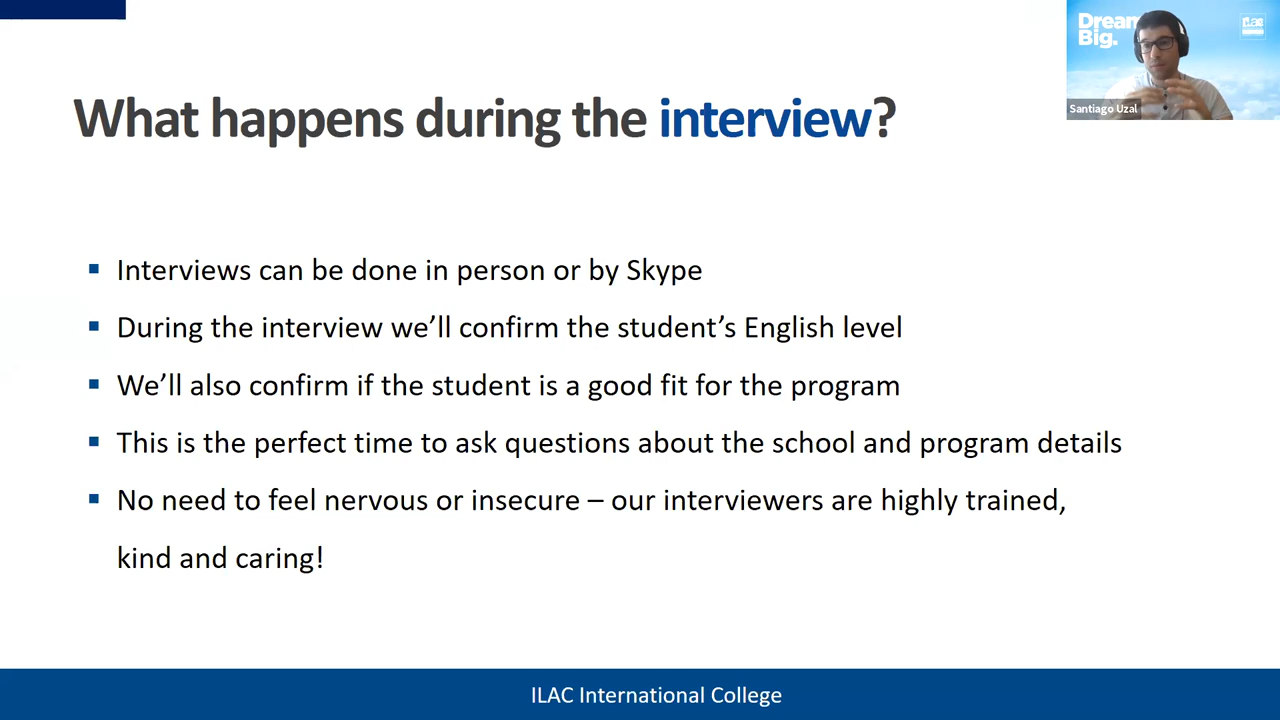 Dream
Big.
ilac
Santiago Uzal
What happens during the interview?
▪ Interviews can be done in person or by Skype
▪ During the interview we’ll confirm the student’s English level
▪ We’ll also confirm if the student is a good fit for the program
▪ This is the perfect time to ask questions about the school and program details
▪ No need to feel nervous or insecure – our interviewers are highly trained,
kind and caring!
ILAC International College